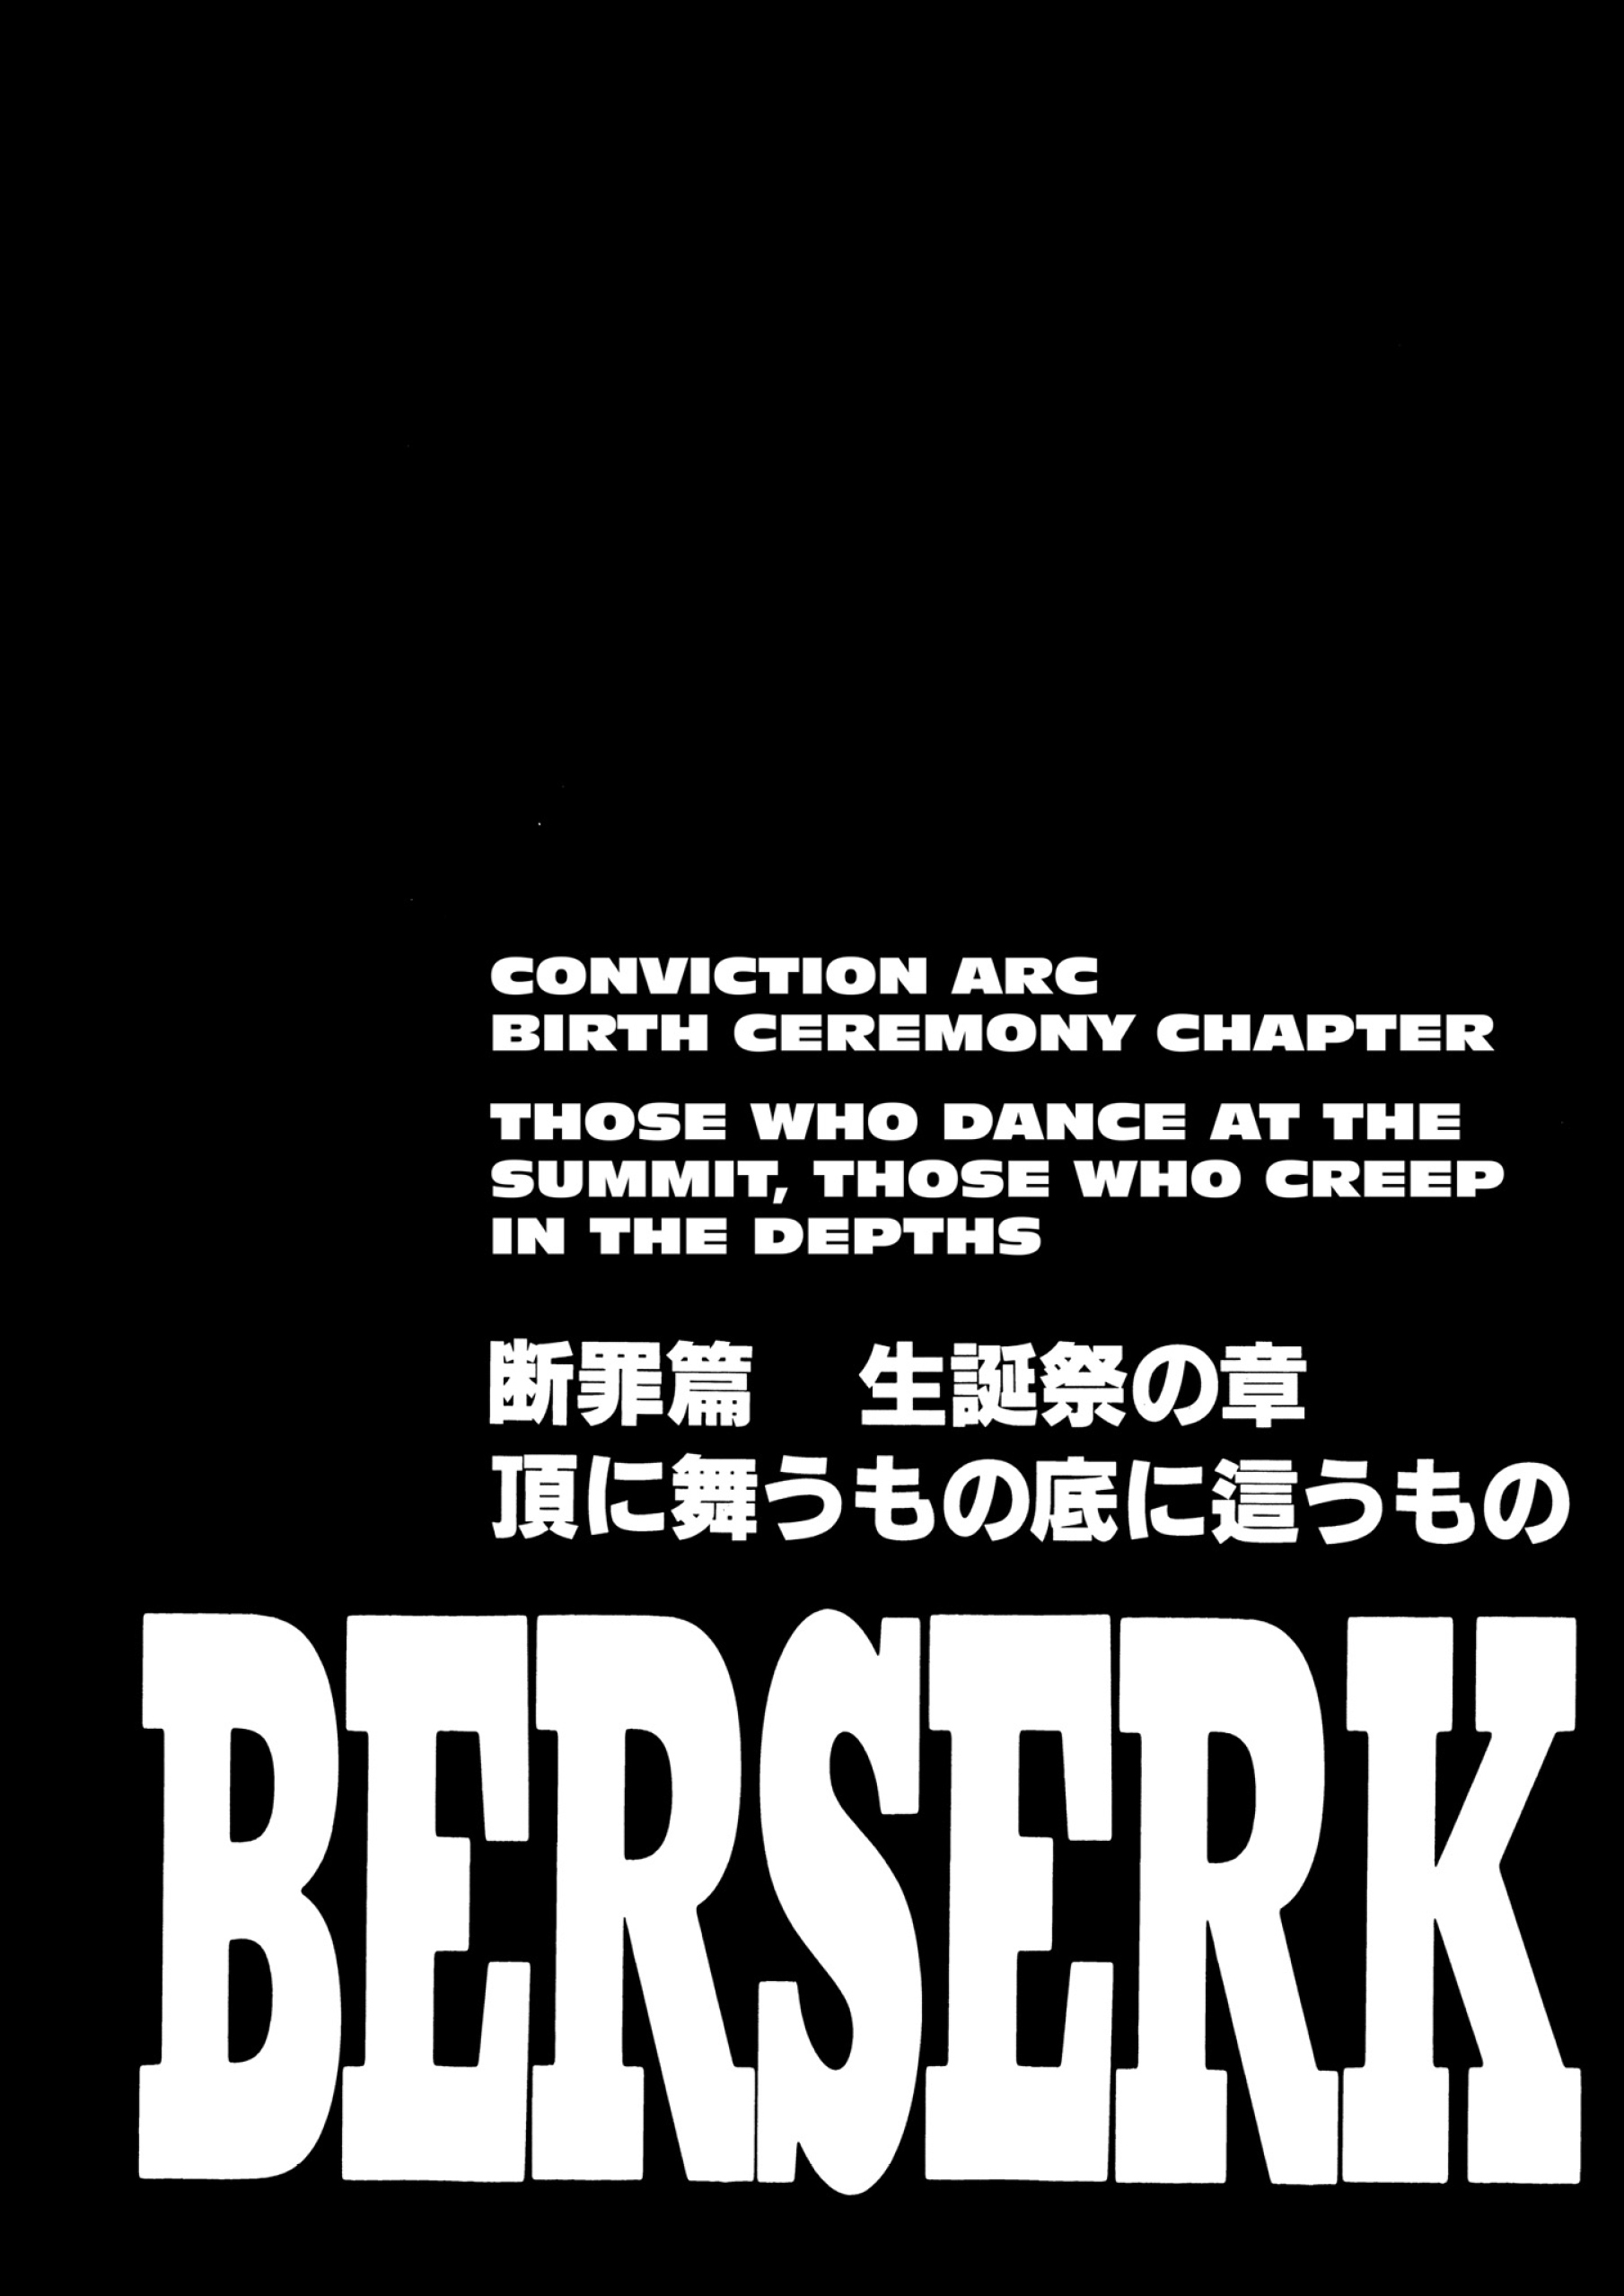 CONVICTION ARC
BIRTH CEREMONY CHAPTER
THOSE WHO DANCE AT THE
SUMMIT, THOSE WHO CREEP
IN THE DEPTHS
断罪篇　生誕祭の章
頂に舞うもの底に這うもの
BERSERK